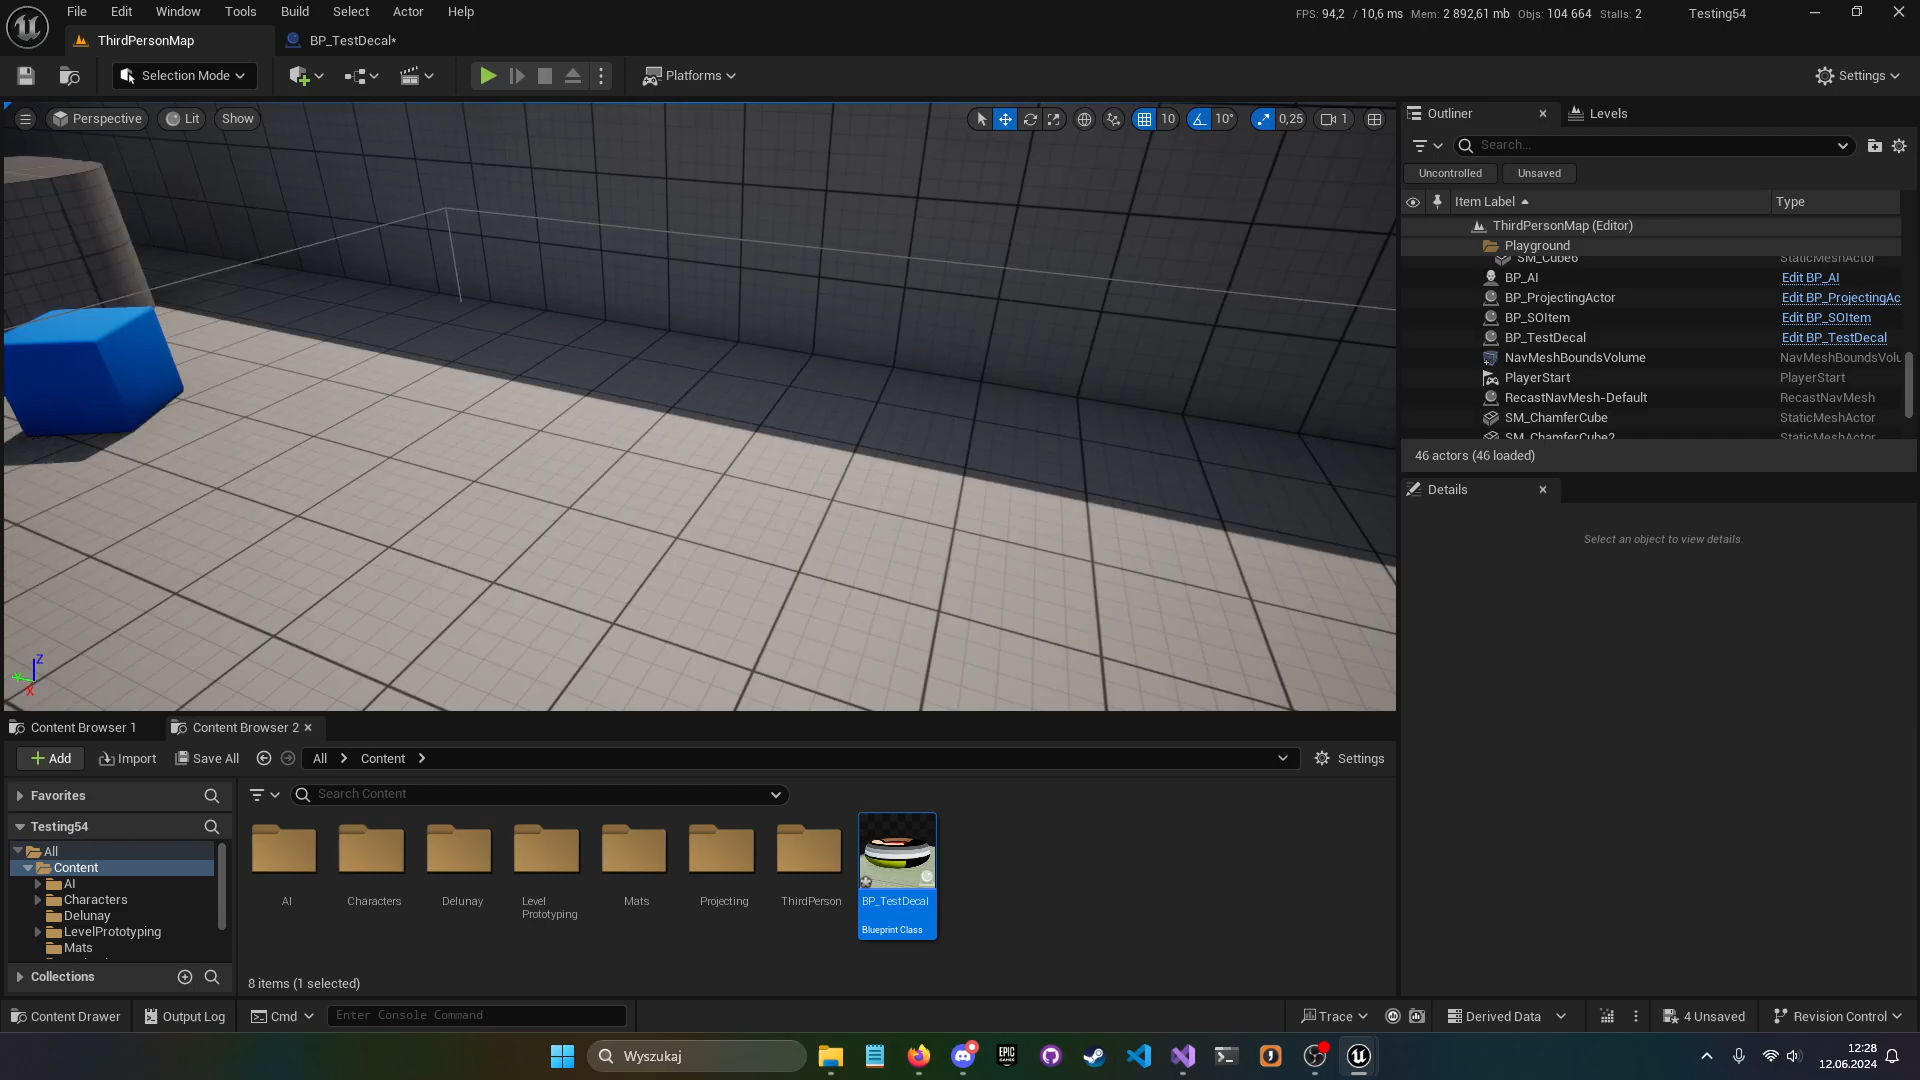 File Edit Window Tools Build Select Actor Help
FPS: 94,2 / 10,6 ms Mem: 2 892,61 mb Objs: 104 664 Stalls: 2 Testing54
ThirdPersonMap BP_TestDecal*
Selection Mode Platforms Settings
Perspective Lit Show 10 10° 0,25 1
Outliner Levels
Search...
Uncontrolled Unsaved
Item Label Type
ThirdPersonMap (Editor)
Playground
SM_Cube6 StaticMeshActor
BP_AI Edit BP_AI
BP_ProjectingActor Edit BP_ProjectingAc
BP_SOItem Edit BP_SOItem
BP_TestDecal Edit BP_TestDecal
NavMeshBoundsVolume NavMeshBoundsVolu
PlayerStart PlayerStart
RecastNavMesh-Default RecastNavMesh
SM_ChamferCube StaticMeshActor
SM_ChamferCube2 StaticMeshActor
46 actors (46 loaded)
Details
Select an object to view details.
Z
Y
X
Content Browser 1 Content Browser 2
Add Import Save All All Content Settings
Favorites
Search Content
Testing54
All
Content
AI
Characters
Delunay
LevelPrototyping
Mats
Collections
AI
Characters
Delunay
Level
Prototyping
Mats
Projecting
ThirdPerson
BP_TestDecal
Blueprint Class
8 items (1 selected)
Content Drawer Output Log Cmd Enter Console Command Trace Derived Data 4 Unsaved Revision Control
Wyszukaj
EPIC
GAMES
12:28
12.06.2024